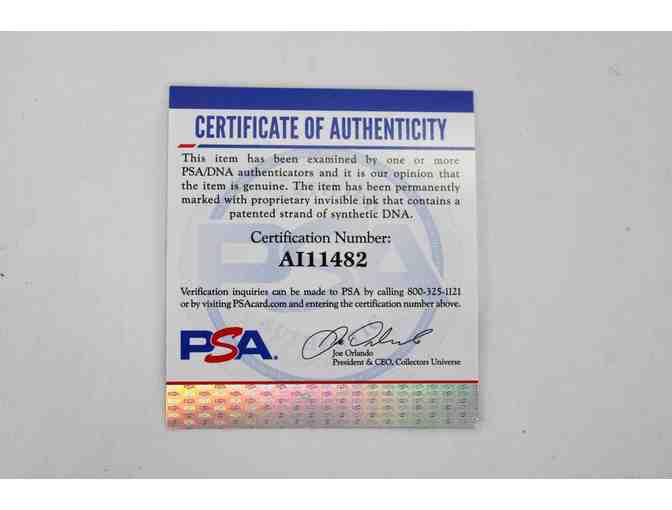 CERTIFICATE OF AUTHENTICITY
This item has been examined by one or more
PSA/DNA authenticators and it is our opinion that
the item is genuine. The item has been permanently
marked with proprietary invisible ink that contains a
patented strand of synthetic DNA.
Certification Number:
AI11482
Verification inquiries can be made to PSA by calling 800-325-1121
or by visiting PSAcard.com and entering the certification number above.
PSA.
Joe Orlando
President & CEO, Collectors Universe